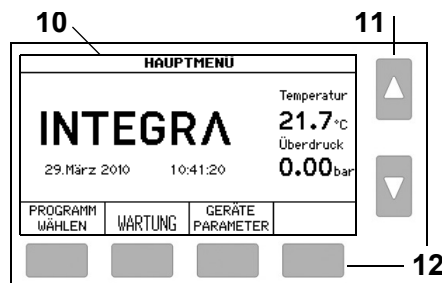 10
11
HAUPTMENÜ
Temperatur
21.7°C
INTEGRA
Überdruck
29.März 2010 10:41:20
0.00bar
PROGRAMM WÄHLEN
WARTUNG
GERÄTE PARAMETER
12